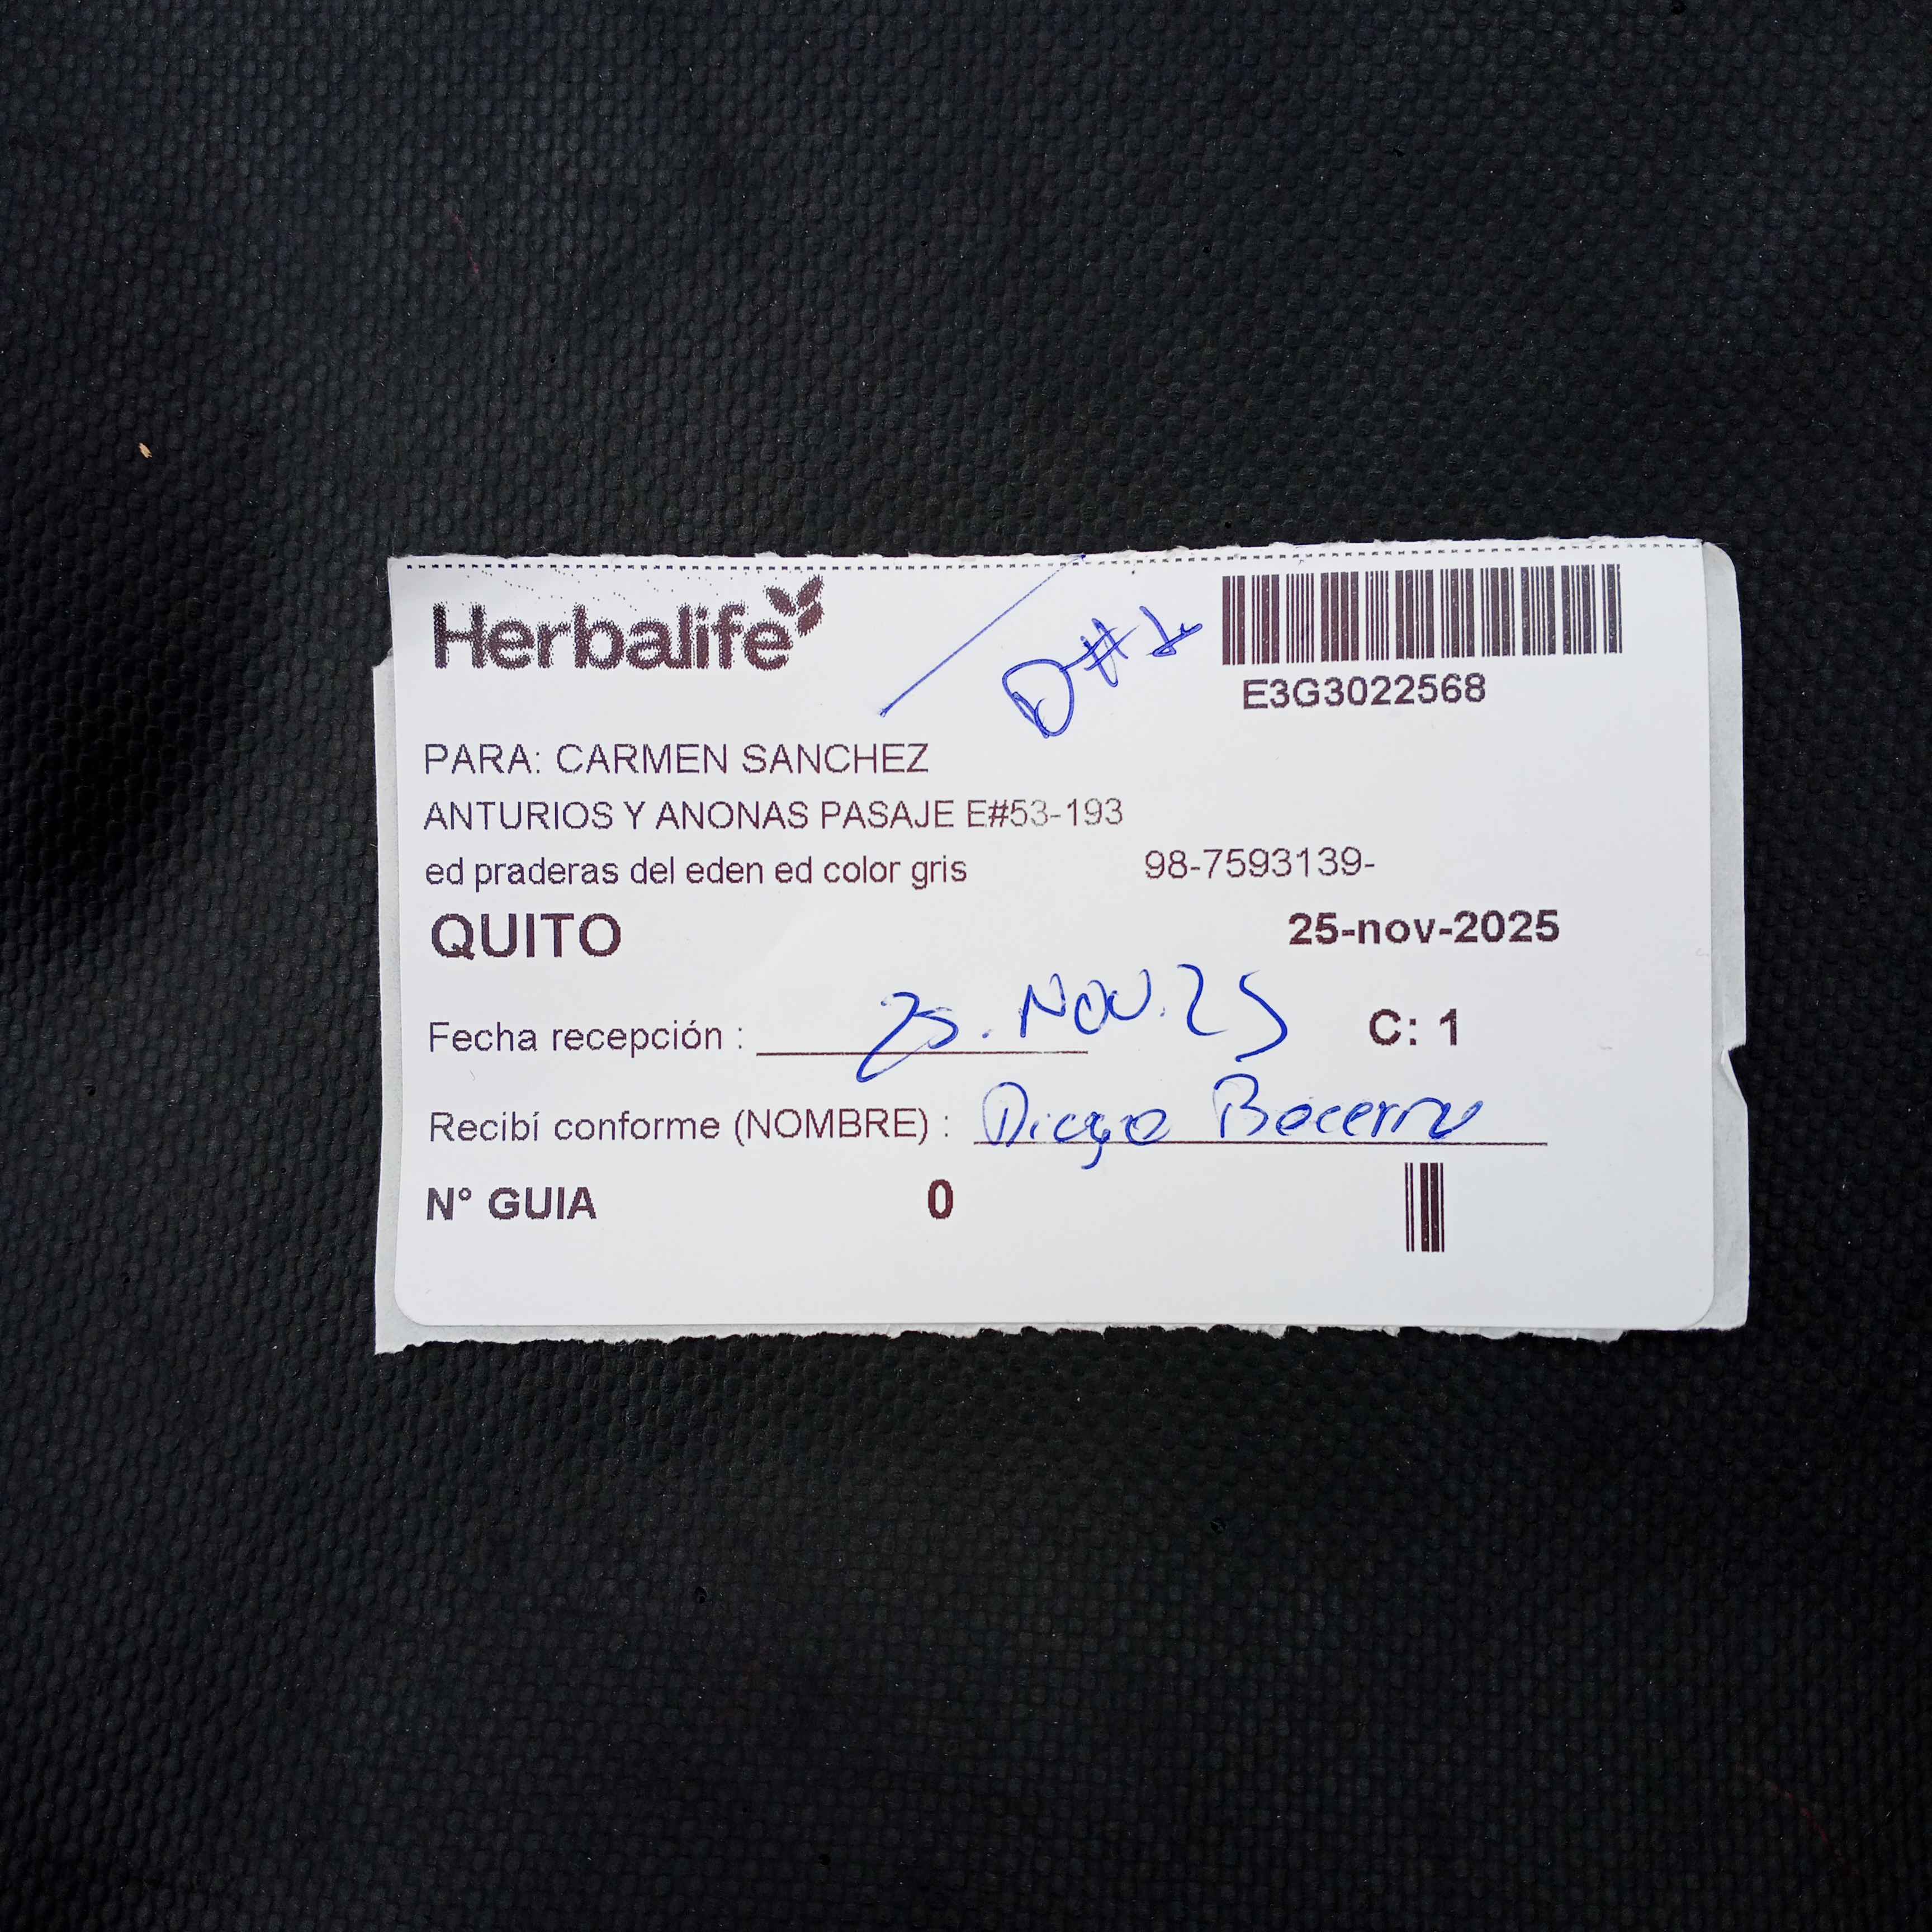 Herbalife
D#1
E3G3022568
PARA: CARMEN SANCHEZ
ANTURIOS Y ANONAS PASAJE E#53-193
ed praderas del eden ed color gris 98-7593139-
QUITO 25-nov-2025
Fecha recepción : 25. NOV. 25 C: 1
Recibí conforme (NOMBRE) : Diego Becerra
N° GUIA 0